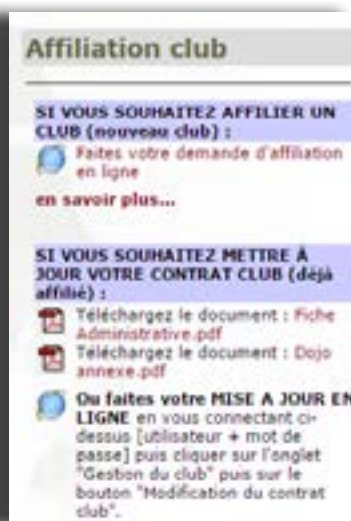 Affiliation club
SI VOUS SOUHAITEZ AFFILIER UN
CLUB (nouveau club) :
Faites votre demande d'affiliation
en ligne
en savoir plus...
SI VOUS SOUHAITEZ METTRE À
JOUR VOTRE CONTRAT CLUB (déjà
affilié) :
Téléchargez le document : Fiche
Administrative.pdf
Téléchargez le document : Dojo
annexe.pdf
Ou faites votre MISE A JOUR EN
LIGNE en vous connectant ci-
dessus [utilisateur + mot de
passe] puis cliquer sur l'onglet
"Gestion du club" puis sur le
bouton "Modification du contrat
club".